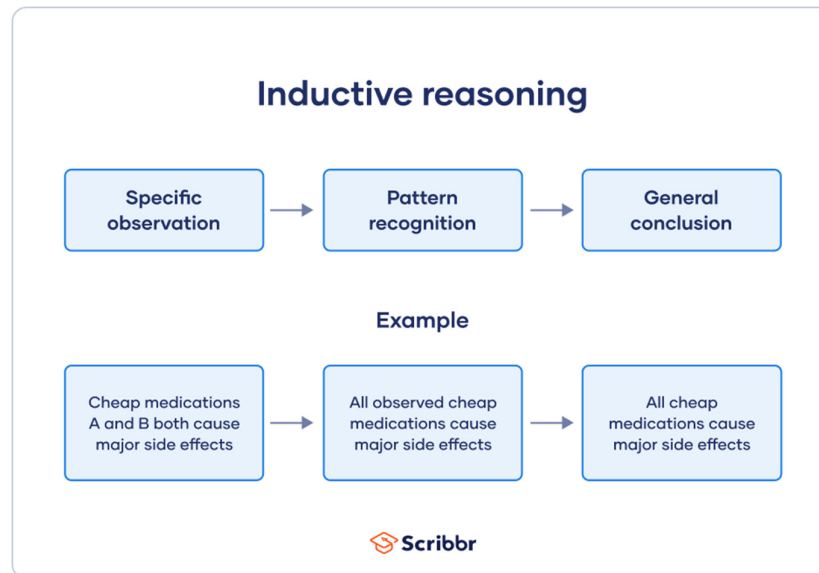 Inductive reasoning
Specific
observation
Pattern
recognition
General
conclusion
Example
Cheap medications
A and B both cause
major side effects
All observed cheap
medications cause
major side effects
All cheap
medications cause
major side effects
Scribbr